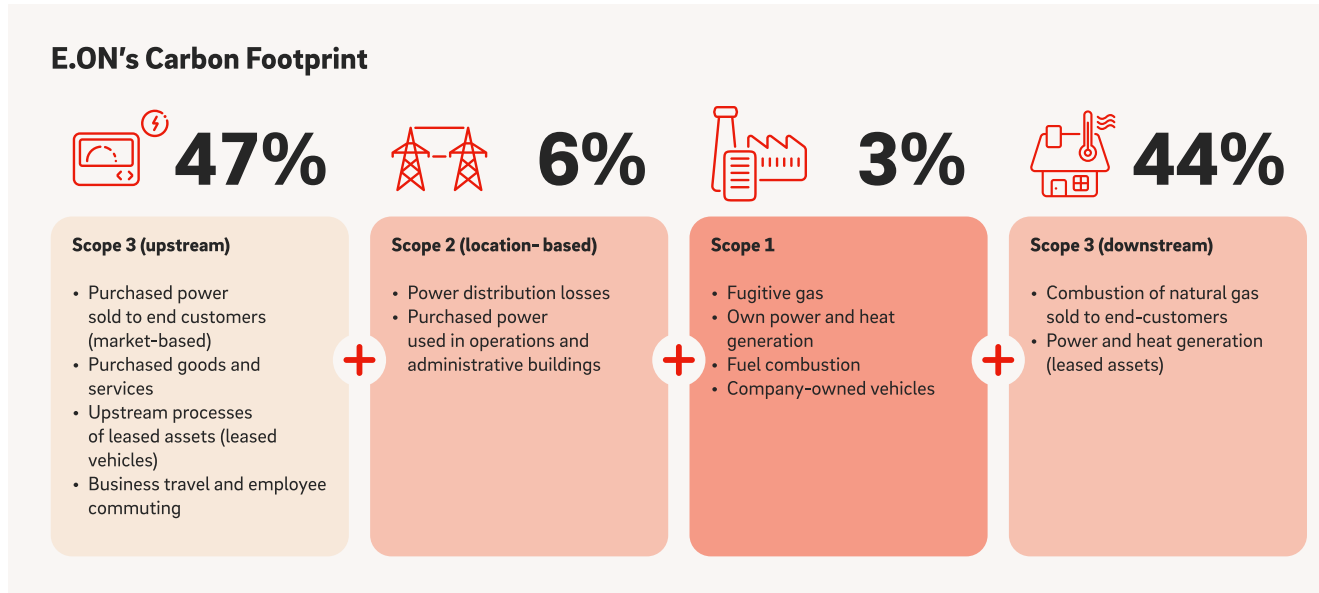 E.ON's Carbon Footprint
47%
Scope 3 (upstream)
• Purchased power
sold to end customers
(market-based)
• Purchased goods and
services
• Upstream processes
of leased assets (leased
vehicles)
• Business travel and employee
commuting
6%
Scope 2 (location- based)
• Power distribution losses
• Purchased power
used in operations and
administrative buildings
3%
Scope 1
• Fugitive gas
• Own power and heat
generation
• Fuel combustion
• Company-owned vehicles
44%
Scope 3 (downstream)
• Combustion of natural gas
sold to end-customers
• Power and heat generation
(leased assets)